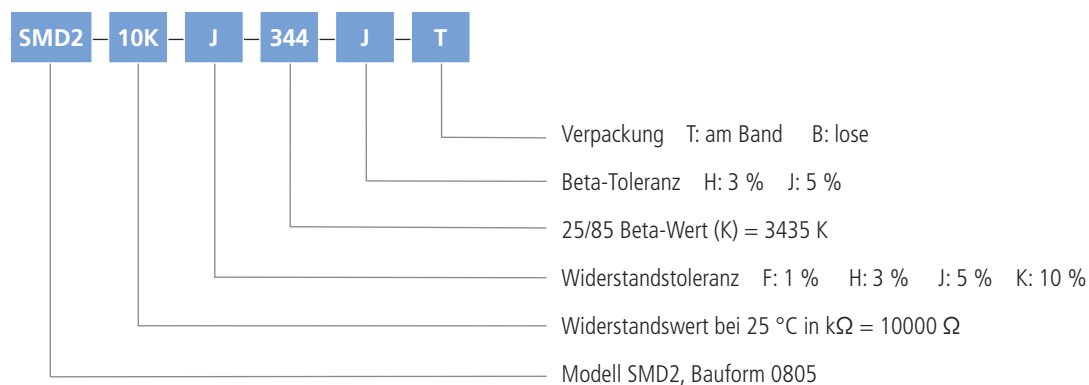 SMD2 10K J 344 J T
Verpackung T: am Band B: lose
Beta-Toleranz H: 3 % J: 5 %
25/85 Beta-Wert (K) = 3435 K
Widerstandstoleranz F: 1 % H: 3 % J: 5 % K: 10 %
Widerstandswert bei 25 °C in kΩ = 10000 Ω
Modell SMD2, Bauform 0805